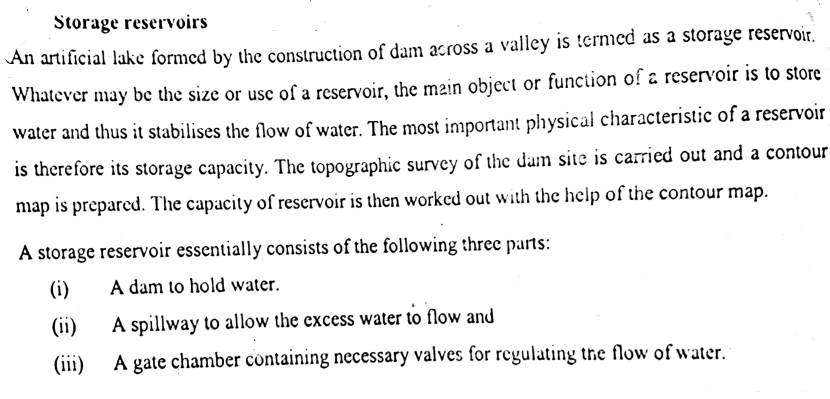 Storage reservoirs
An artificial lake formed by the construction of dam across a valley is termed as a storage reservoir.
Whatever may be the size or use of a reservoir, the main object or function of a reservoir is to store
water and thus it stabilises the flow of water. The most important physical characteristic of a reservoir
is therefore its storage capacity. The topographic survey of the dam site is carried out and a contour
map is prepared. The capacity of reservoir is then worked out with the help of the contour map.
A storage reservoir essentially consists of the following three parts:
(i) A dam to hold water.
(ii) A spillway to allow the excess water to flow and
(iii) A gate chamber containing necessary valves for regulating the flow of water.